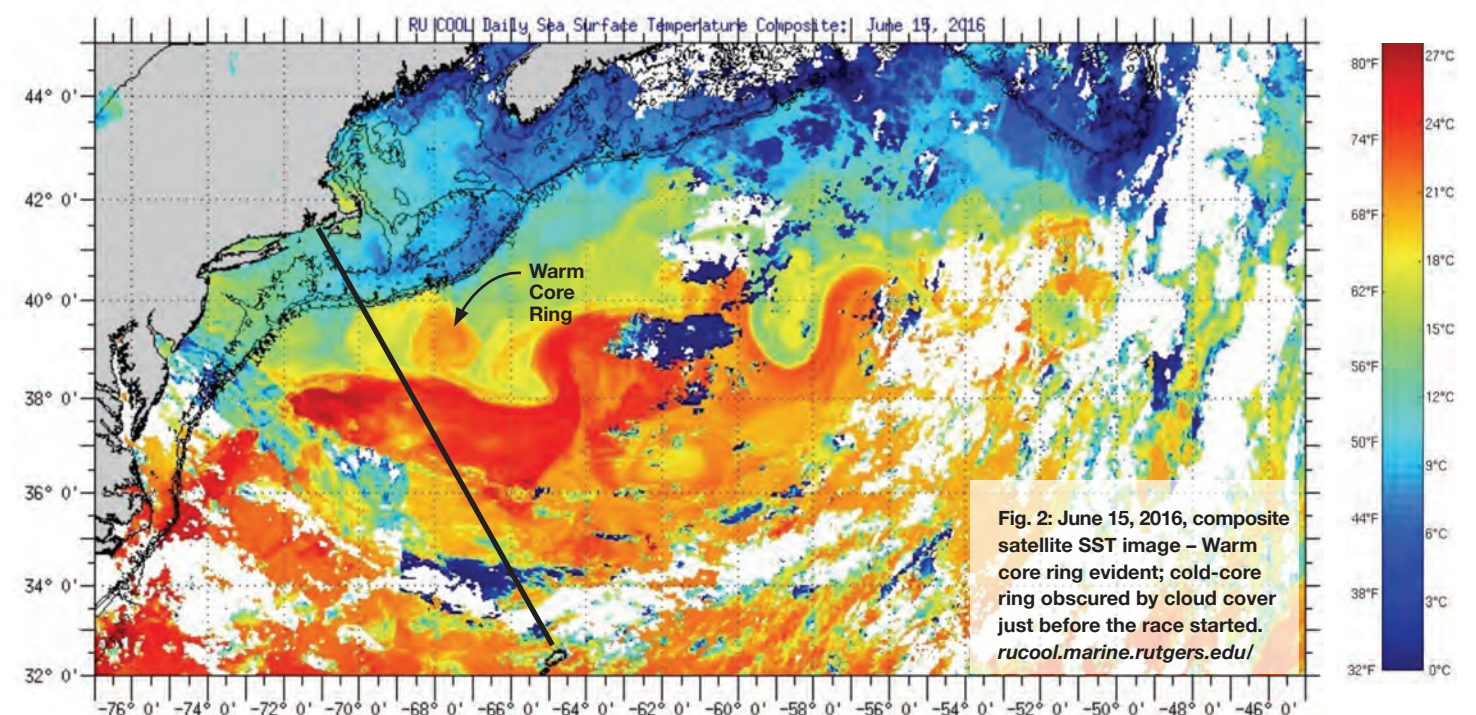 RU COOL Daily Sea Surface Temperature Composite: June 15, 2016
44° 0'
42° 0'
40° 0'
38° 0'
36° 0'
34° 0'
32° 0'
Warm
Core
Ring
Fig. 2: June 15, 2016, composite
satellite SST image – Warm
core ring evident; cold-core
ring obscured by cloud cover
just before the race started.
rucool.marine.rutgers.edu/
-76° 0' -74° 0' -72° 0' -70° 0' -68° 0' -66° 0' -64° 0' -62° 0' -60° 0' -58° 0' -56° 0' -54° 0' -52° 0' -50° 0' -48° 0' -46° 0'
80°F 27°C
74°F 24°C
68°F 21°C
62°F 18°C
56°F 15°C
50°F 12°C
44°F 9°C
38°F 6°C
32°F 3°C
0°C